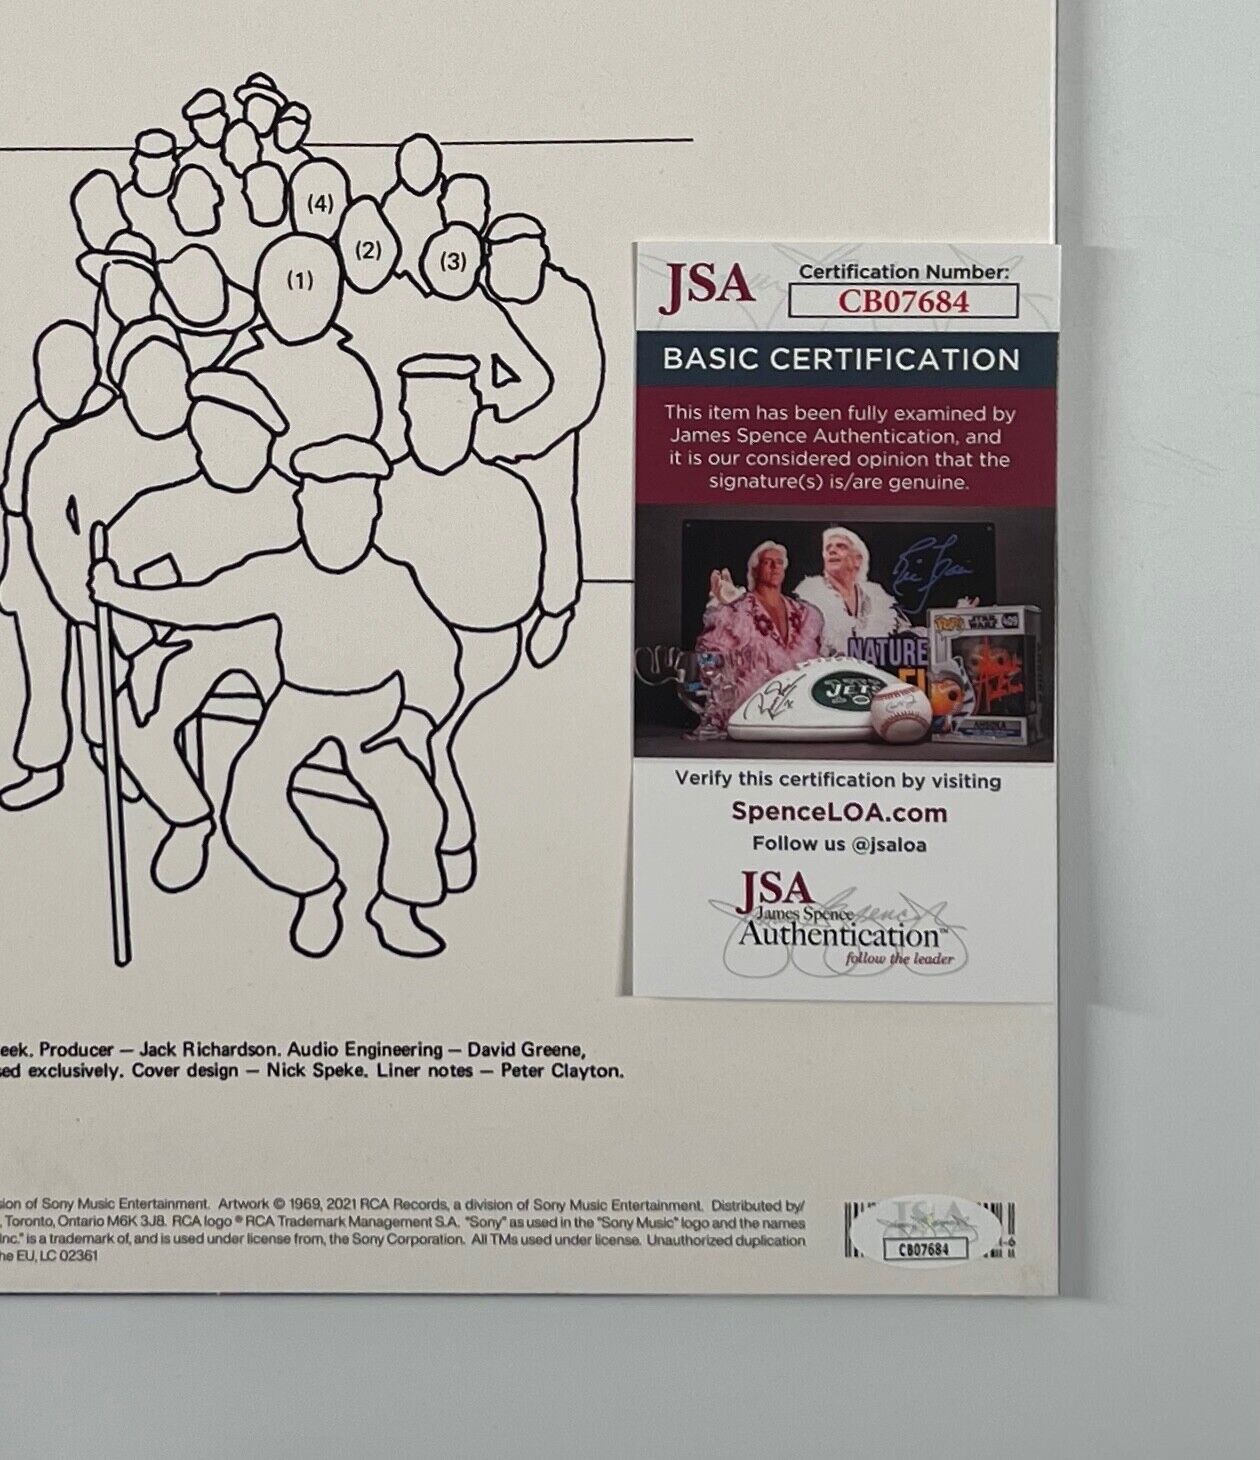 (4)
(2)
(3)
(1)
JSA
Certification Number:
CB07684
BASIC CERTIFICATION
This item has been fully examined by
James Spence Authentication, and
it is our considered opinion that the
signature(s) is/are genuine.
NATURE
JETS
Verify this certification by visiting
SpenceLOA.com
Follow us @jsaloa
JSA
James Spence
Authentication™
follow the leader
eek. Producer — Jack Richardson. Audio Engineering — David Greene,
sed exclusively. Cover design — Nick Speke. Liner notes — Peter Clayton.
sion of Sony Music Entertainment. Artwork © 1969, 2021 RCA Records, a division of Sony Music Entertainment. Distributed by/
, Toronto, Ontario M6K 3J8. RCA logo ® RCA Trademark Management S.A. "Sony" as used in the "Sony Music" logo and the names
Inc." is a trademark of, and is used under license from, the Sony Corporation. All TMs used under license. Unauthorized duplication
he EU, LC 02361
JSA
CB07684